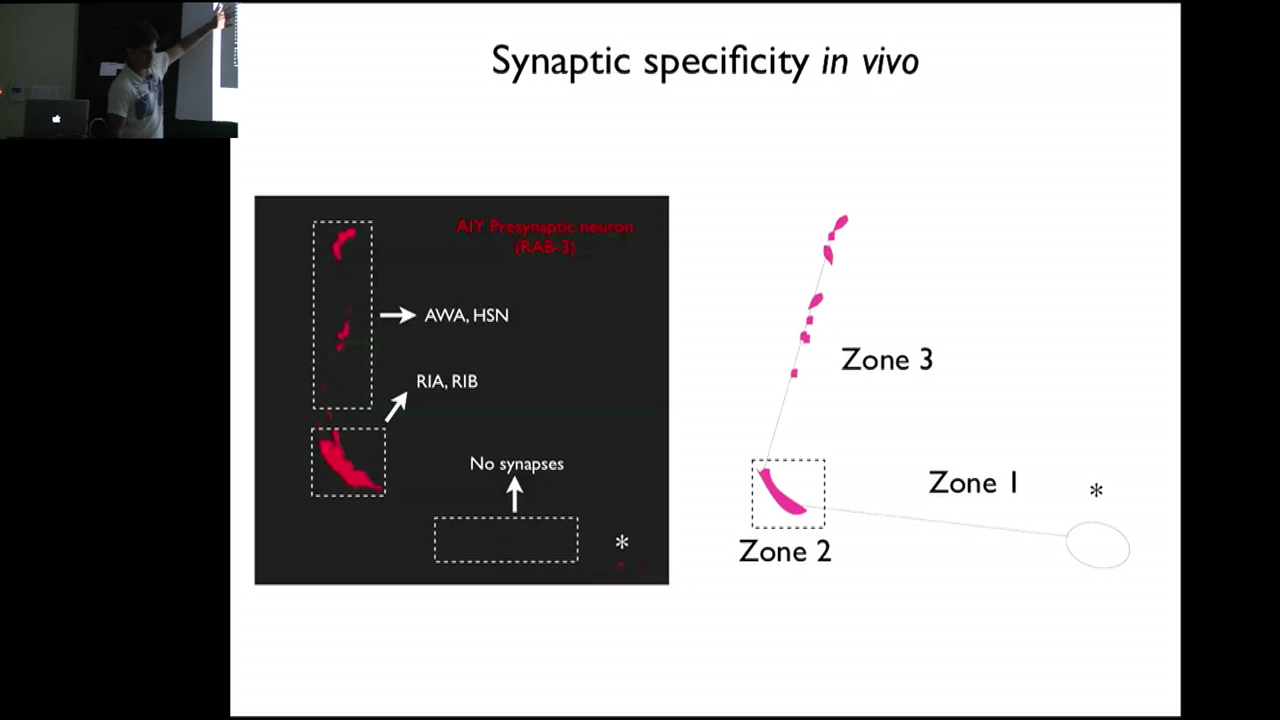 Synaptic specificity in vivo
AIY Presynaptic neuron
(RAB-3)
AWA, HSN
RIA, RIB
No synapses
*
Zone 3
Zone 1
*
Zone 2